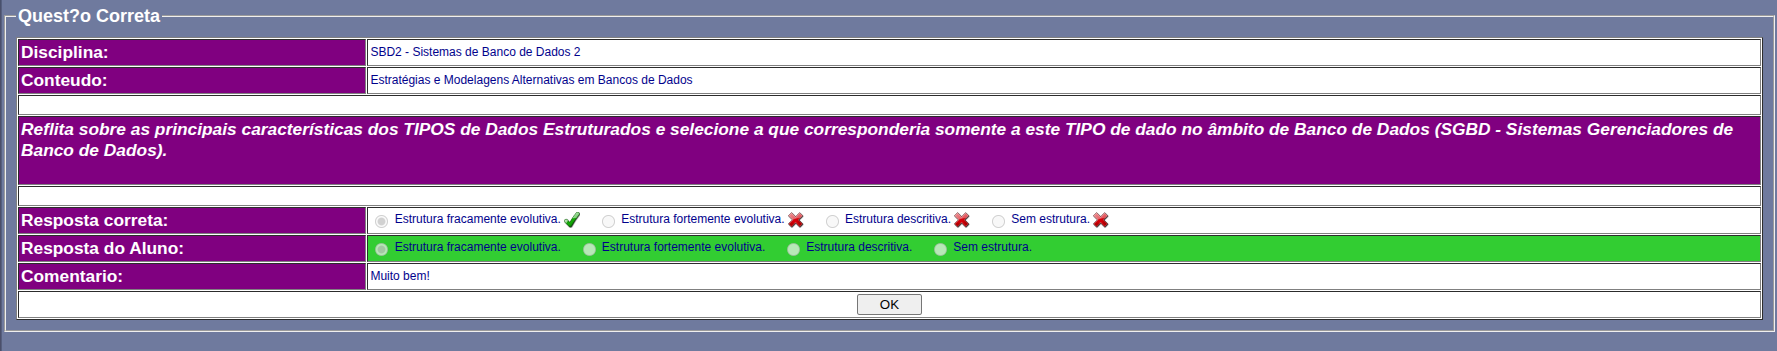 Quest?o Correta
Disciplina: SBD2 - Sistemas de Banco de Dados 2
Conteudo: Estratégias e Modelagens Alternativas em Bancos de Dados
Reflita sobre as principais características dos TIPOS de Dados Estruturados e selecione a que corresponderia somente a este TIPO de dado no âmbito de Banco de Dados (SGBD - Sistemas Gerenciadores de
Banco de Dados).
Resposta correta: Estrutura fracamente evolutiva. Estrutura fortemente evolutiva. Estrutura descritiva. Sem estrutura.
Resposta do Aluno: Estrutura fracamente evolutiva. Estrutura fortemente evolutiva. Estrutura descritiva. Sem estrutura.
Comentario: Muito bem!
OK